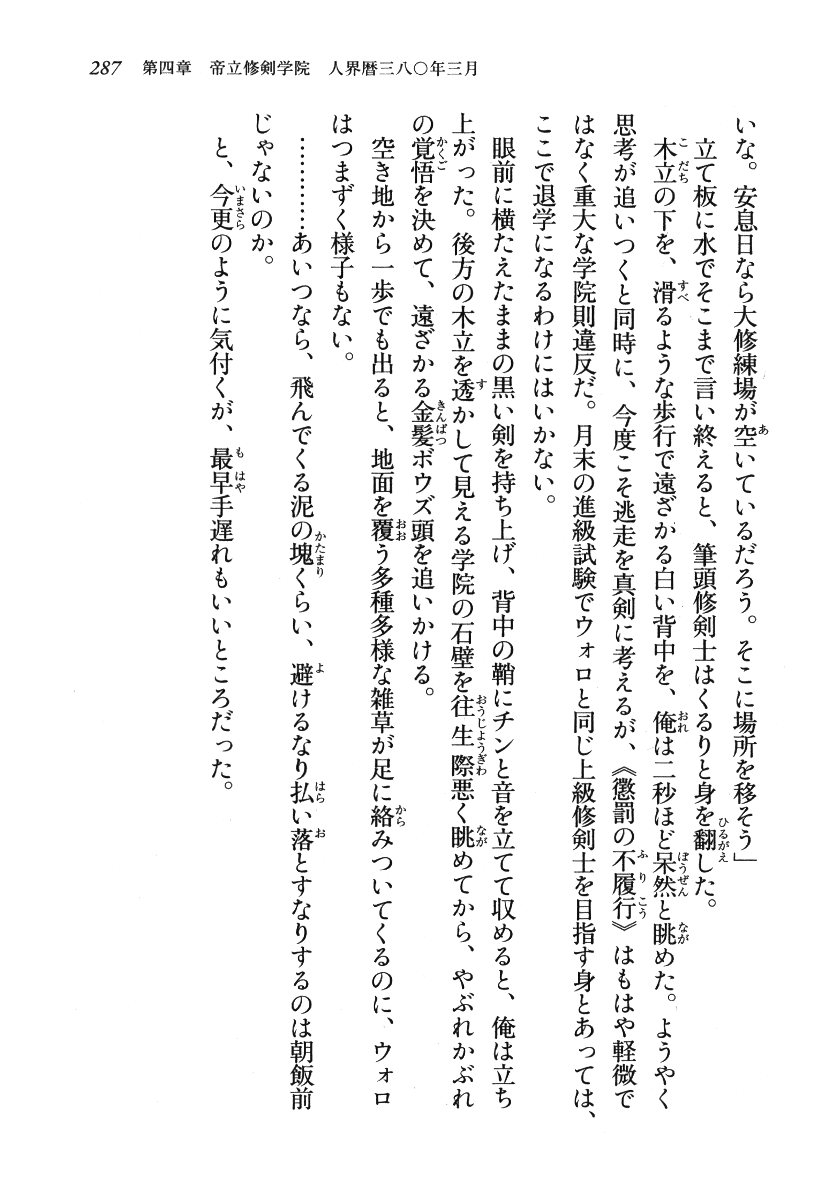 287 第四章 帝立修剣学院 人界暦三八〇年三月
いな。安息日なら大修練場が空いているだろう。そこに場所を移そう」
立て板に水でそこまで言い終えると、筆頭修剣士はくるりと身を翻した。
木立の下を、滑るような歩行で遠ざかる白い背中を、俺は二秒ほど呆然と眺めた。ようやく
思考が追いつくと同時に、今度こそ逃走を真剣に考えるが、《懲罰の不履行》はもはや軽微で
はなく重大な学院則違反だ。月末の進級試験でウォロと同じ上級修剣士を目指す身とあっては、
ここで退学になるわけにはいかない。
眼前に横たえたままの黒い剣を持ち上げ、背中の鞘にチンと音を立てて収めると、俺は立ち
上がった。後方の木立を透かして見える学院の石壁を往生際悪く眺めてから、やぶれかぶれ
の覚悟を決めて、遠ざかる金髪ボウズ頭を追いかける。
空き地から一歩でも出ると、地面を覆う多種多様な雑草が足に絡みついてくるのに、ウォロ
はつまずく様子もない。
…………あいつなら、飛んでくる泥の塊くらい、避けるなり払い落とすなりするのは朝飯前
じゃないのか。
と、今更のように気付くが、最早手遅れもいいところだった。